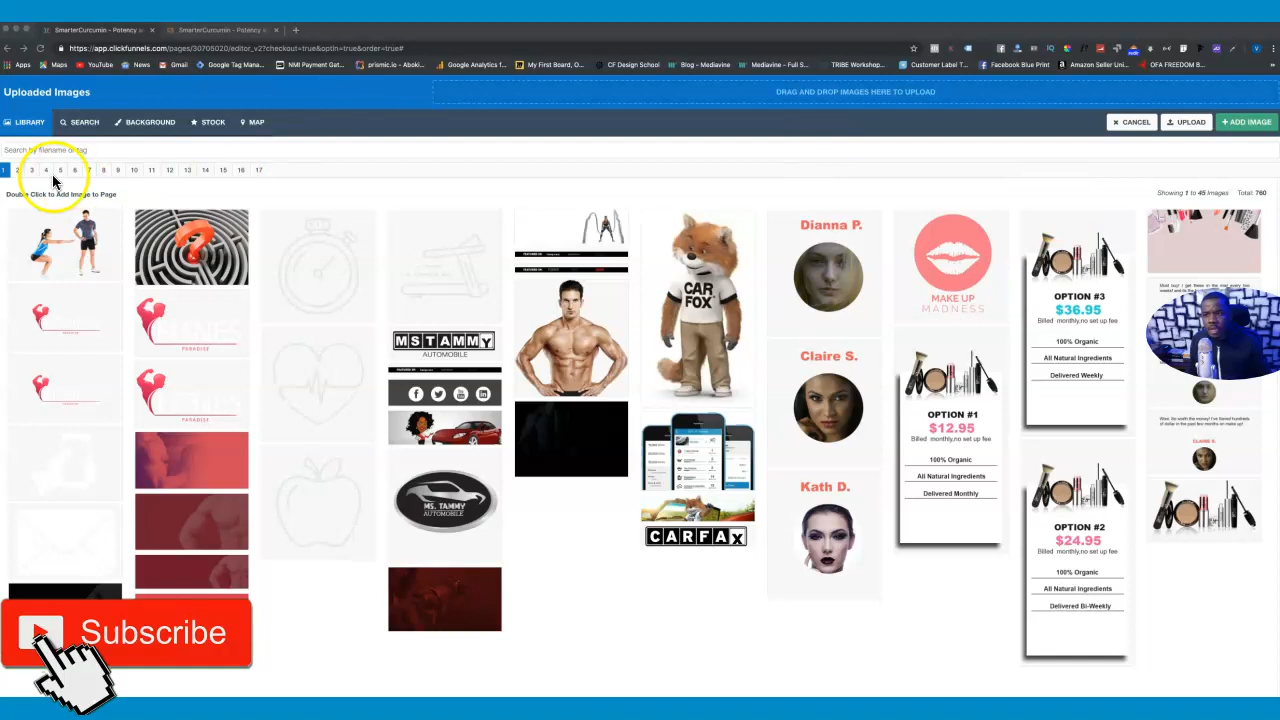 SmarterCurcumin - Potency
SmarterCurcumin - Potency
https://app.clickfunnels.com/pages/30705020/editor_v2?checkout=true&optin=true&order=true#
Apps
Maps
YouTube
News
Gmail
Google Tag Mana...
NMI Payment Gat...
prismic.io - Aboki...
Google Analytics f...
My First Board, O...
CF Design School
Blog – Mediavine
Mediavine – Full S...
TRIBE Workshop...
Customer Label T...
Facebook Blue Print
Amazon Seller Uni...
OFA FREEDOM B...
Uploaded Images
DRAG AND DROP IMAGES HERE TO UPLOAD
LIBRARY
SEARCH
BACKGROUND
STOCK
MAP
CANCEL
UPLOAD
+ ADD IMAGE
Search by filename or tag
1 2 3 4 5 6 7 8 9 10 11 12 13 14 15 16 17
Double Click to Add Image to Page
Showing 1 to 45 Images Total: 760
PARADISE
PARADISE
MSTAMMY
AUTOMOBILE
MS. TAMMY
AUTOMOBILE
CAR
FOX
CARFAX
Dianna P.
Claire S.
Kath D.
MAKE UP
MADNESS
OPTION #1
$12.95
Billed monthly,no set up fee
100% Organic
All Natural Ingredients
Delivered Monthly
OPTION #3
$36.95
Billed monthly,no set up fee
100% Organic
All Natural Ingredients
Delivered Weekly
OPTION #2
$24.95
Billed monthly,no set up fee
100% Organic
All Natural Ingredients
Delivered Bi-Weekly
CLAIRE S.
Subscribe